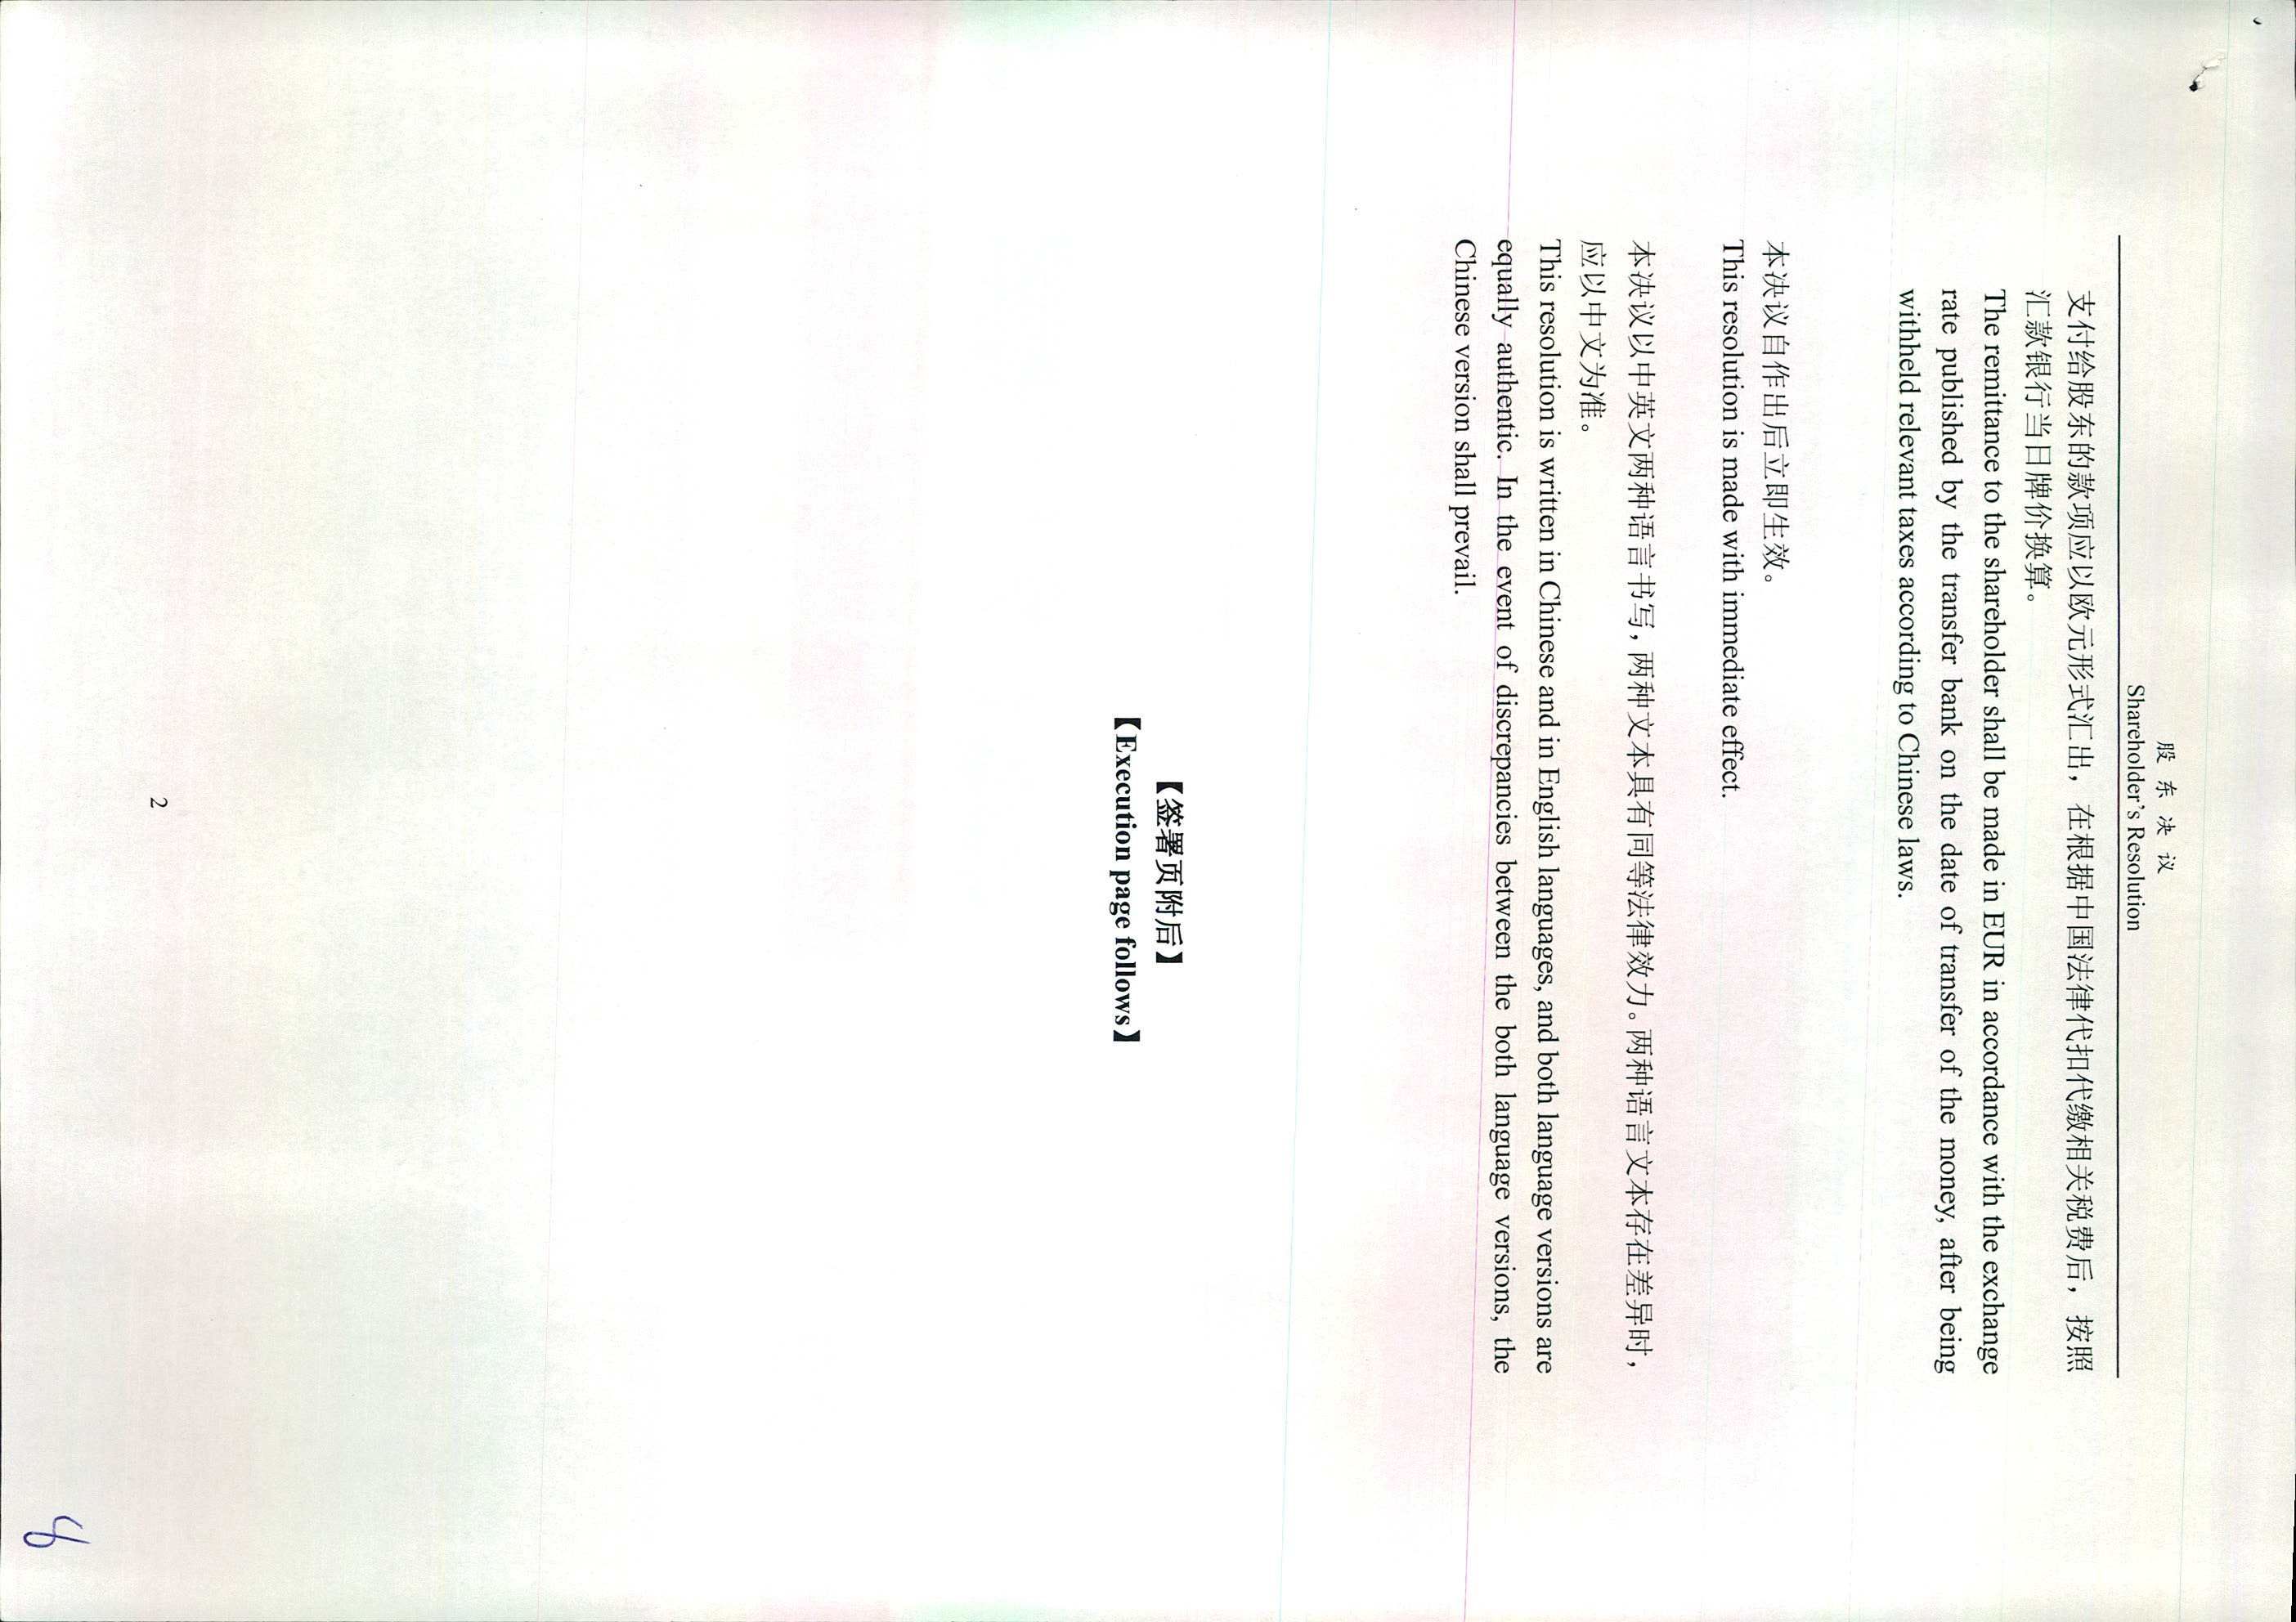 股 东 决 议
Shareholder's Resolution
支付给股东的款项应以欧元形式汇出，在根据中国法律代扣代缴相关税费后，按照
汇款银行当日牌价换算。
The remittance to the shareholder shall be made in EUR in accordance with the exchange
rate published by the transfer bank on the date of transfer of the money, after being
withheld relevant taxes according to Chinese laws.
本决议自作出后立即生效。
This resolution is made with immediate effect.
本决议以中英文两种语言书写，两种文本具有同等法律效力。两种语言文本存在差异时，
应以中文为准。
This resolution is written in Chinese and in English languages, and both language versions are
equally authentic. In the event of discrepancies between the both language versions, the
Chinese version shall prevail.
【签署页附后】
【Execution page follows】
2